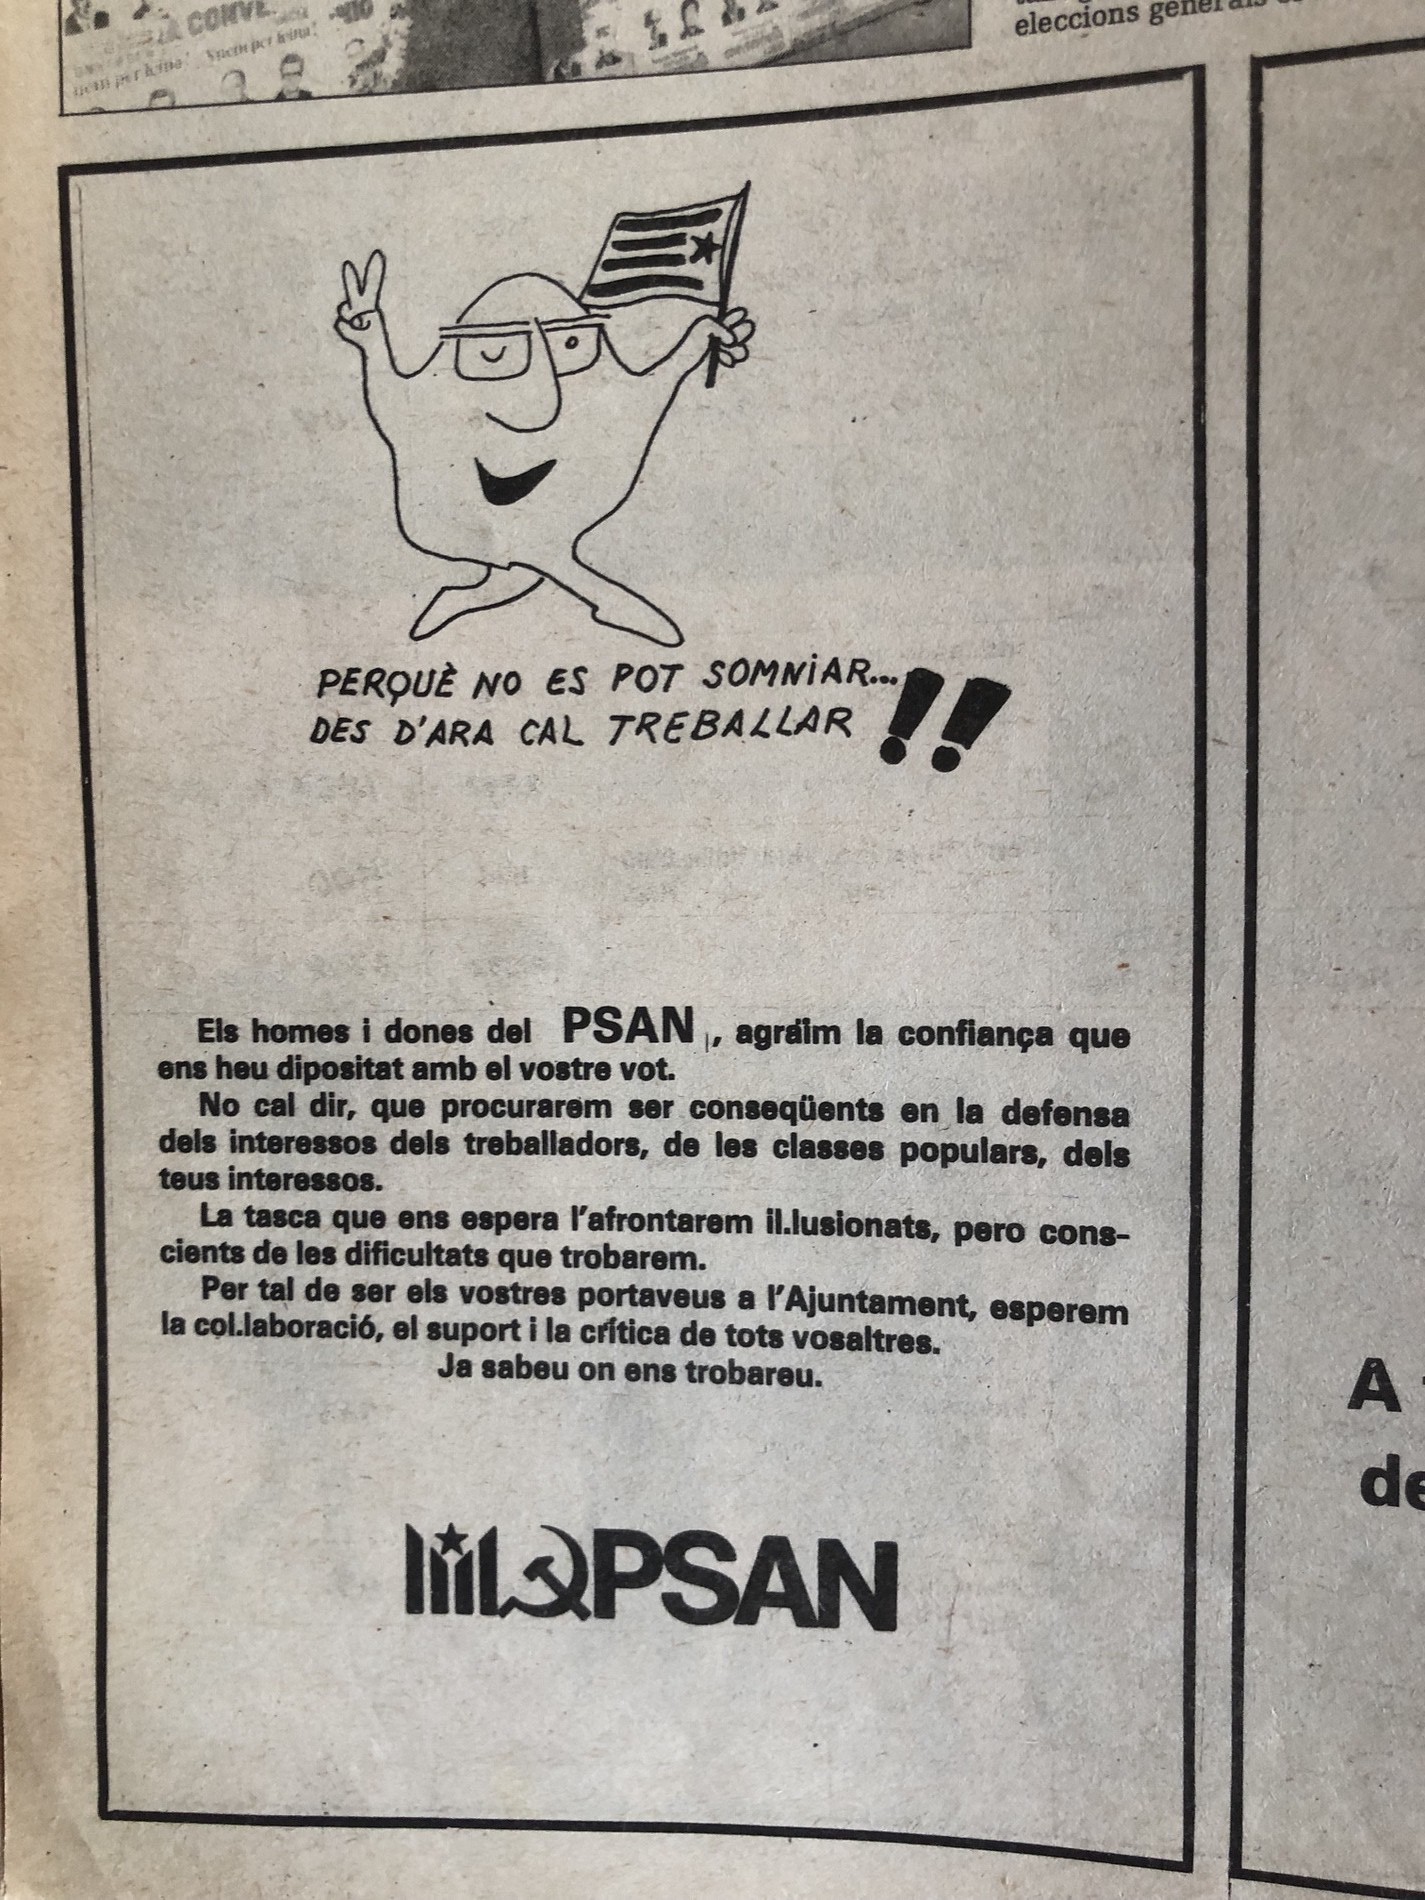 eleccions generals
PERQUÈ NO ES POT SOMNiAR...
DES D'ARA CAL TREBALLAR !!
Els homes i dones del PSAN, agraïm la confiança que
ens heu dipositat amb el vostre vot.
No cal dir, que procurarem ser conseqüents en la defensa
dels interessos dels treballadors, de les classes populars, dels
teus interessos.
La tasca que ens espera l'afrontarem il.lusionats, pero cons-
cients de les dificultats que trobarem.
Per tal de ser els vostres portaveus a l'Ajuntament, esperem
la col.laboració, el suport i la crítica de tots vosaltres.
Ja sabeu on ens trobareu.
PSAN
A
de